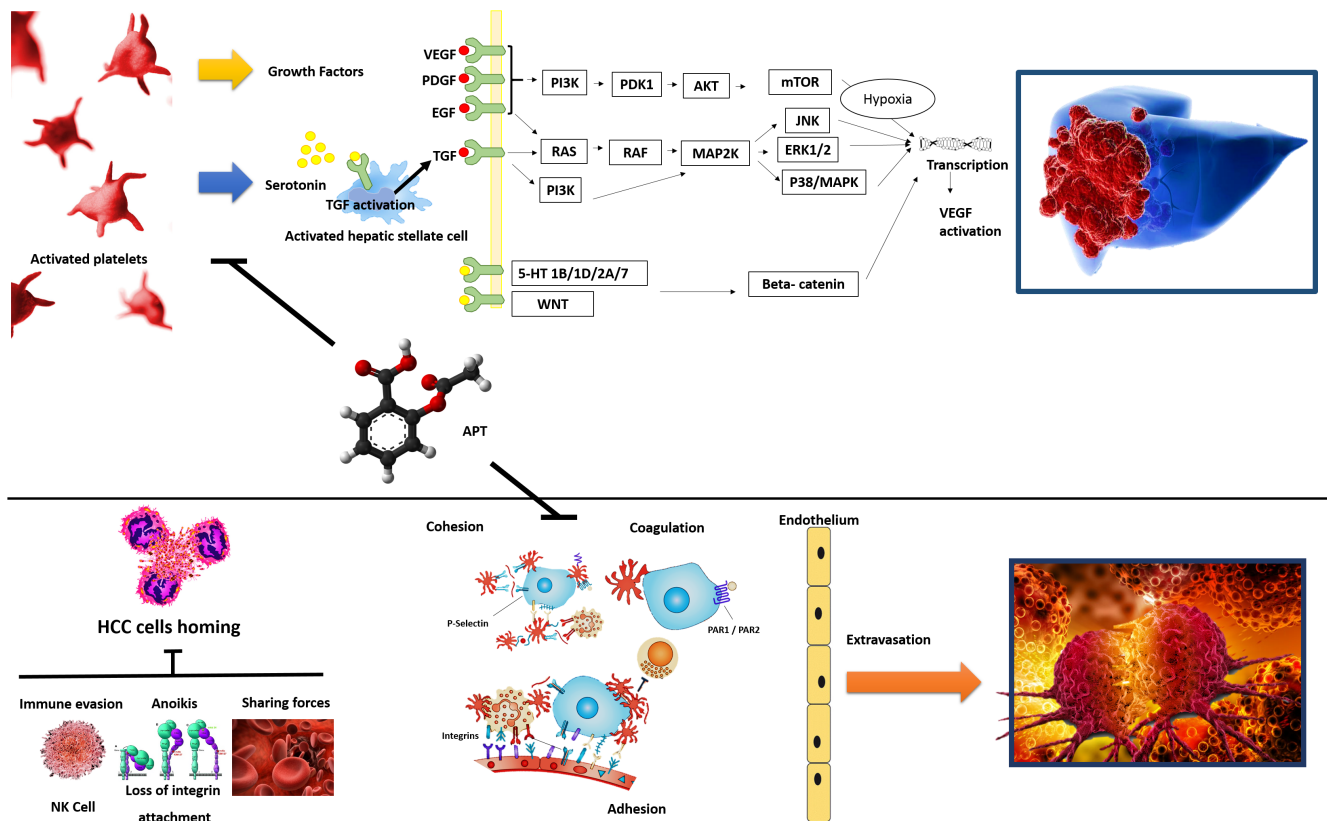 Growth Factors
Serotonin
TGF activation
Activated hepatic stellate cell
Activated platelets
VEGF
PDGF
EGF
TGF
PI3K
PDK1
AKT
mTOR
Hypoxia
RAS
RAF
MAP2K
JNK
ERK1/2
P38/MAPK
PI3K
Transcription
VEGF
activation
5-HT 1B/1D/2A/7
WNT
Beta- catenin
APT
HCC cells homing
Immune evasion
Anoikis
Sharing forces
NK Cell
Loss of integrin
attachment
Cohesion
Coagulation
P-Selectin
PAR1 / PAR2
Integrins
Adhesion
Endothelium
Extravasation